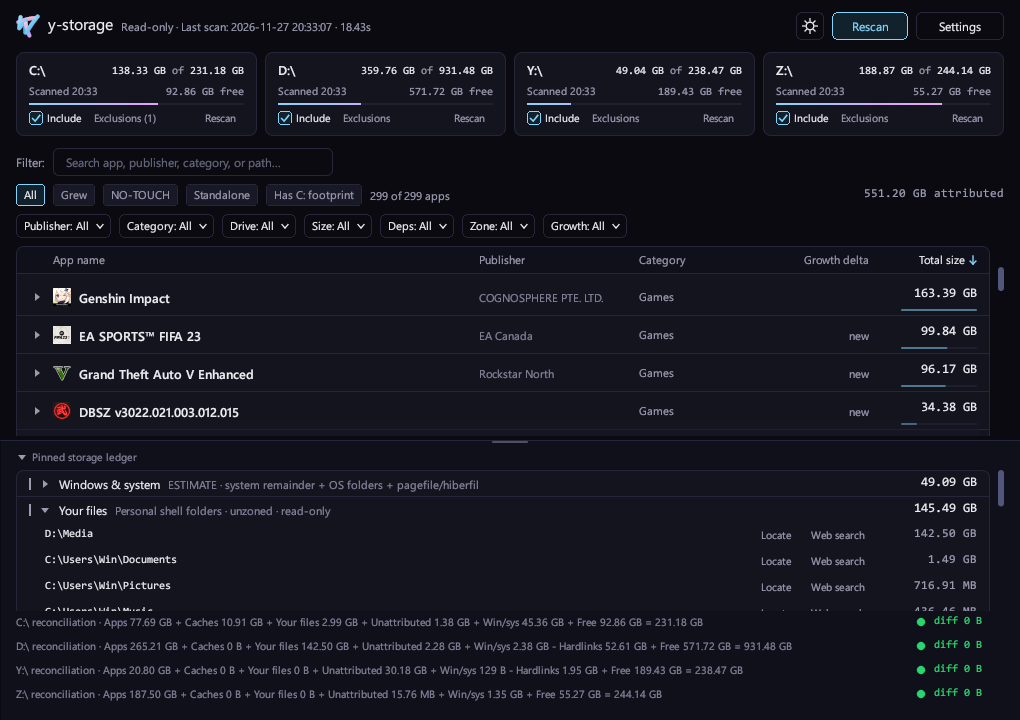 y-storage Read-only · Last scan: 2026-11-27 20:33:07 · 18.43s Rescan Settings
C:\ 138.33 GB of 231.18 GB
Scanned 20:33 92.86 GB free
Include Exclusions (1) Rescan
D:\ 359.76 GB of 931.48 GB
Scanned 20:33 571.72 GB free
Include Exclusions Rescan
Y:\ 49.04 GB of 238.47 GB
Scanned 20:33 189.43 GB free
Include Exclusions Rescan
Z:\ 188.87 GB of 244.14 GB
Scanned 20:33 55.27 GB free
Include Exclusions Rescan
Filter: Search app, publisher, category, or path...
All Grew NO-TOUCH Standalone Has C: footprint 299 of 299 apps 551.20 GB attributed
Publisher: All Category: All Drive: All Size: All Deps: All Zone: All Growth: All
App name Publisher Category Growth delta Total size ↓
Genshin Impact COGNOSPHERE PTE. LTD. Games 163.39 GB
EA SPORTS™ FIFA 23 EA Canada Games new 99.84 GB
Grand Theft Auto V Enhanced Rockstar North Games new 96.17 GB
DBSZ v3022.021.003.012.015 Games new 34.38 GB
Pinned storage ledger
Windows & system ESTIMATE · system remainder + OS folders + pagefile/hiberfil 49.09 GB
Your files Personal shell folders · unzoned · read-only 145.49 GB
D:\Media Locate Web search 142.50 GB
C:\Users\Win\Documents Locate Web search 1.49 GB
C:\Users\Win\Pictures Locate Web search 716.91 MB
C:\Users\Win\Music Locate Web search 436.46 MB
C:\ reconciliation · Apps 77.69 GB + Caches 10.91 GB + Your files 2.99 GB + Unattributed 1.38 GB + Win/sys 45.36 GB + Free 92.86 GB = 231.18 GB diff 0 B
D:\ reconciliation · Apps 265.21 GB + Caches 0 B + Your files 142.50 GB + Unattributed 2.28 GB + Win/sys 2.38 GB - Hardlinks 52.61 GB + Free 571.72 GB = 931.48 GB diff 0 B
Y:\ reconciliation · Apps 20.80 GB + Caches 0 B + Your files 0 B + Unattributed 30.18 GB + Win/sys 129 B - Hardlinks 1.95 GB + Free 189.43 GB = 238.47 GB diff 0 B
Z:\ reconciliation · Apps 187.50 GB + Caches 0 B + Your files 0 B + Unattributed 15.76 MB + Win/sys 1.35 GB + Free 55.27 GB = 244.14 GB diff 0 B